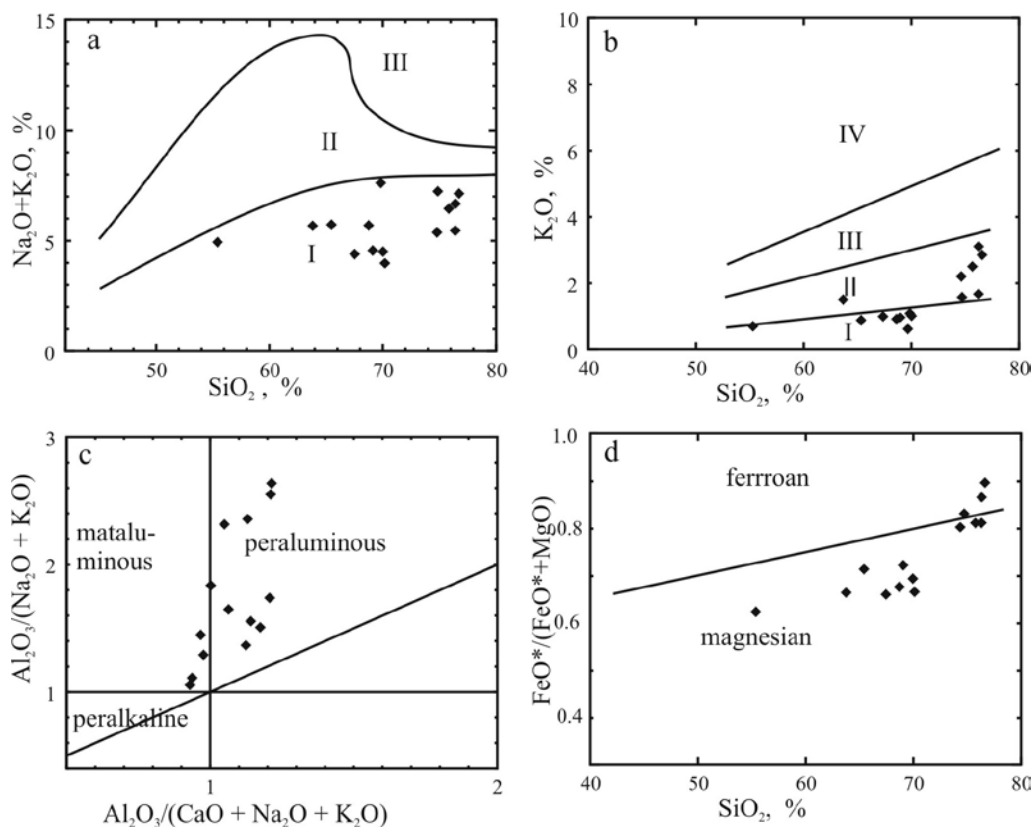 a
15
10
5
0
50
60
70
80
Na₂O+K₂O, %
SiO₂ , %
I
II
III
b
10
8
6
4
2
0
40
50
60
70
80
K₂O, %
SiO₂, %
IV
III
II
I
c
3
2
1
1
2
Al₂O₃/(Na₂O + K₂O)
Al₂O₃/(CaO + Na₂O + K₂O)
matalu-
minous
peraluminous
peralkaline
d
1.0
0.8
0.6
0.4
40
50
60
70
80
FeO*/(FeO*+MgO)
SiO₂, %
ferrroan
magnesian